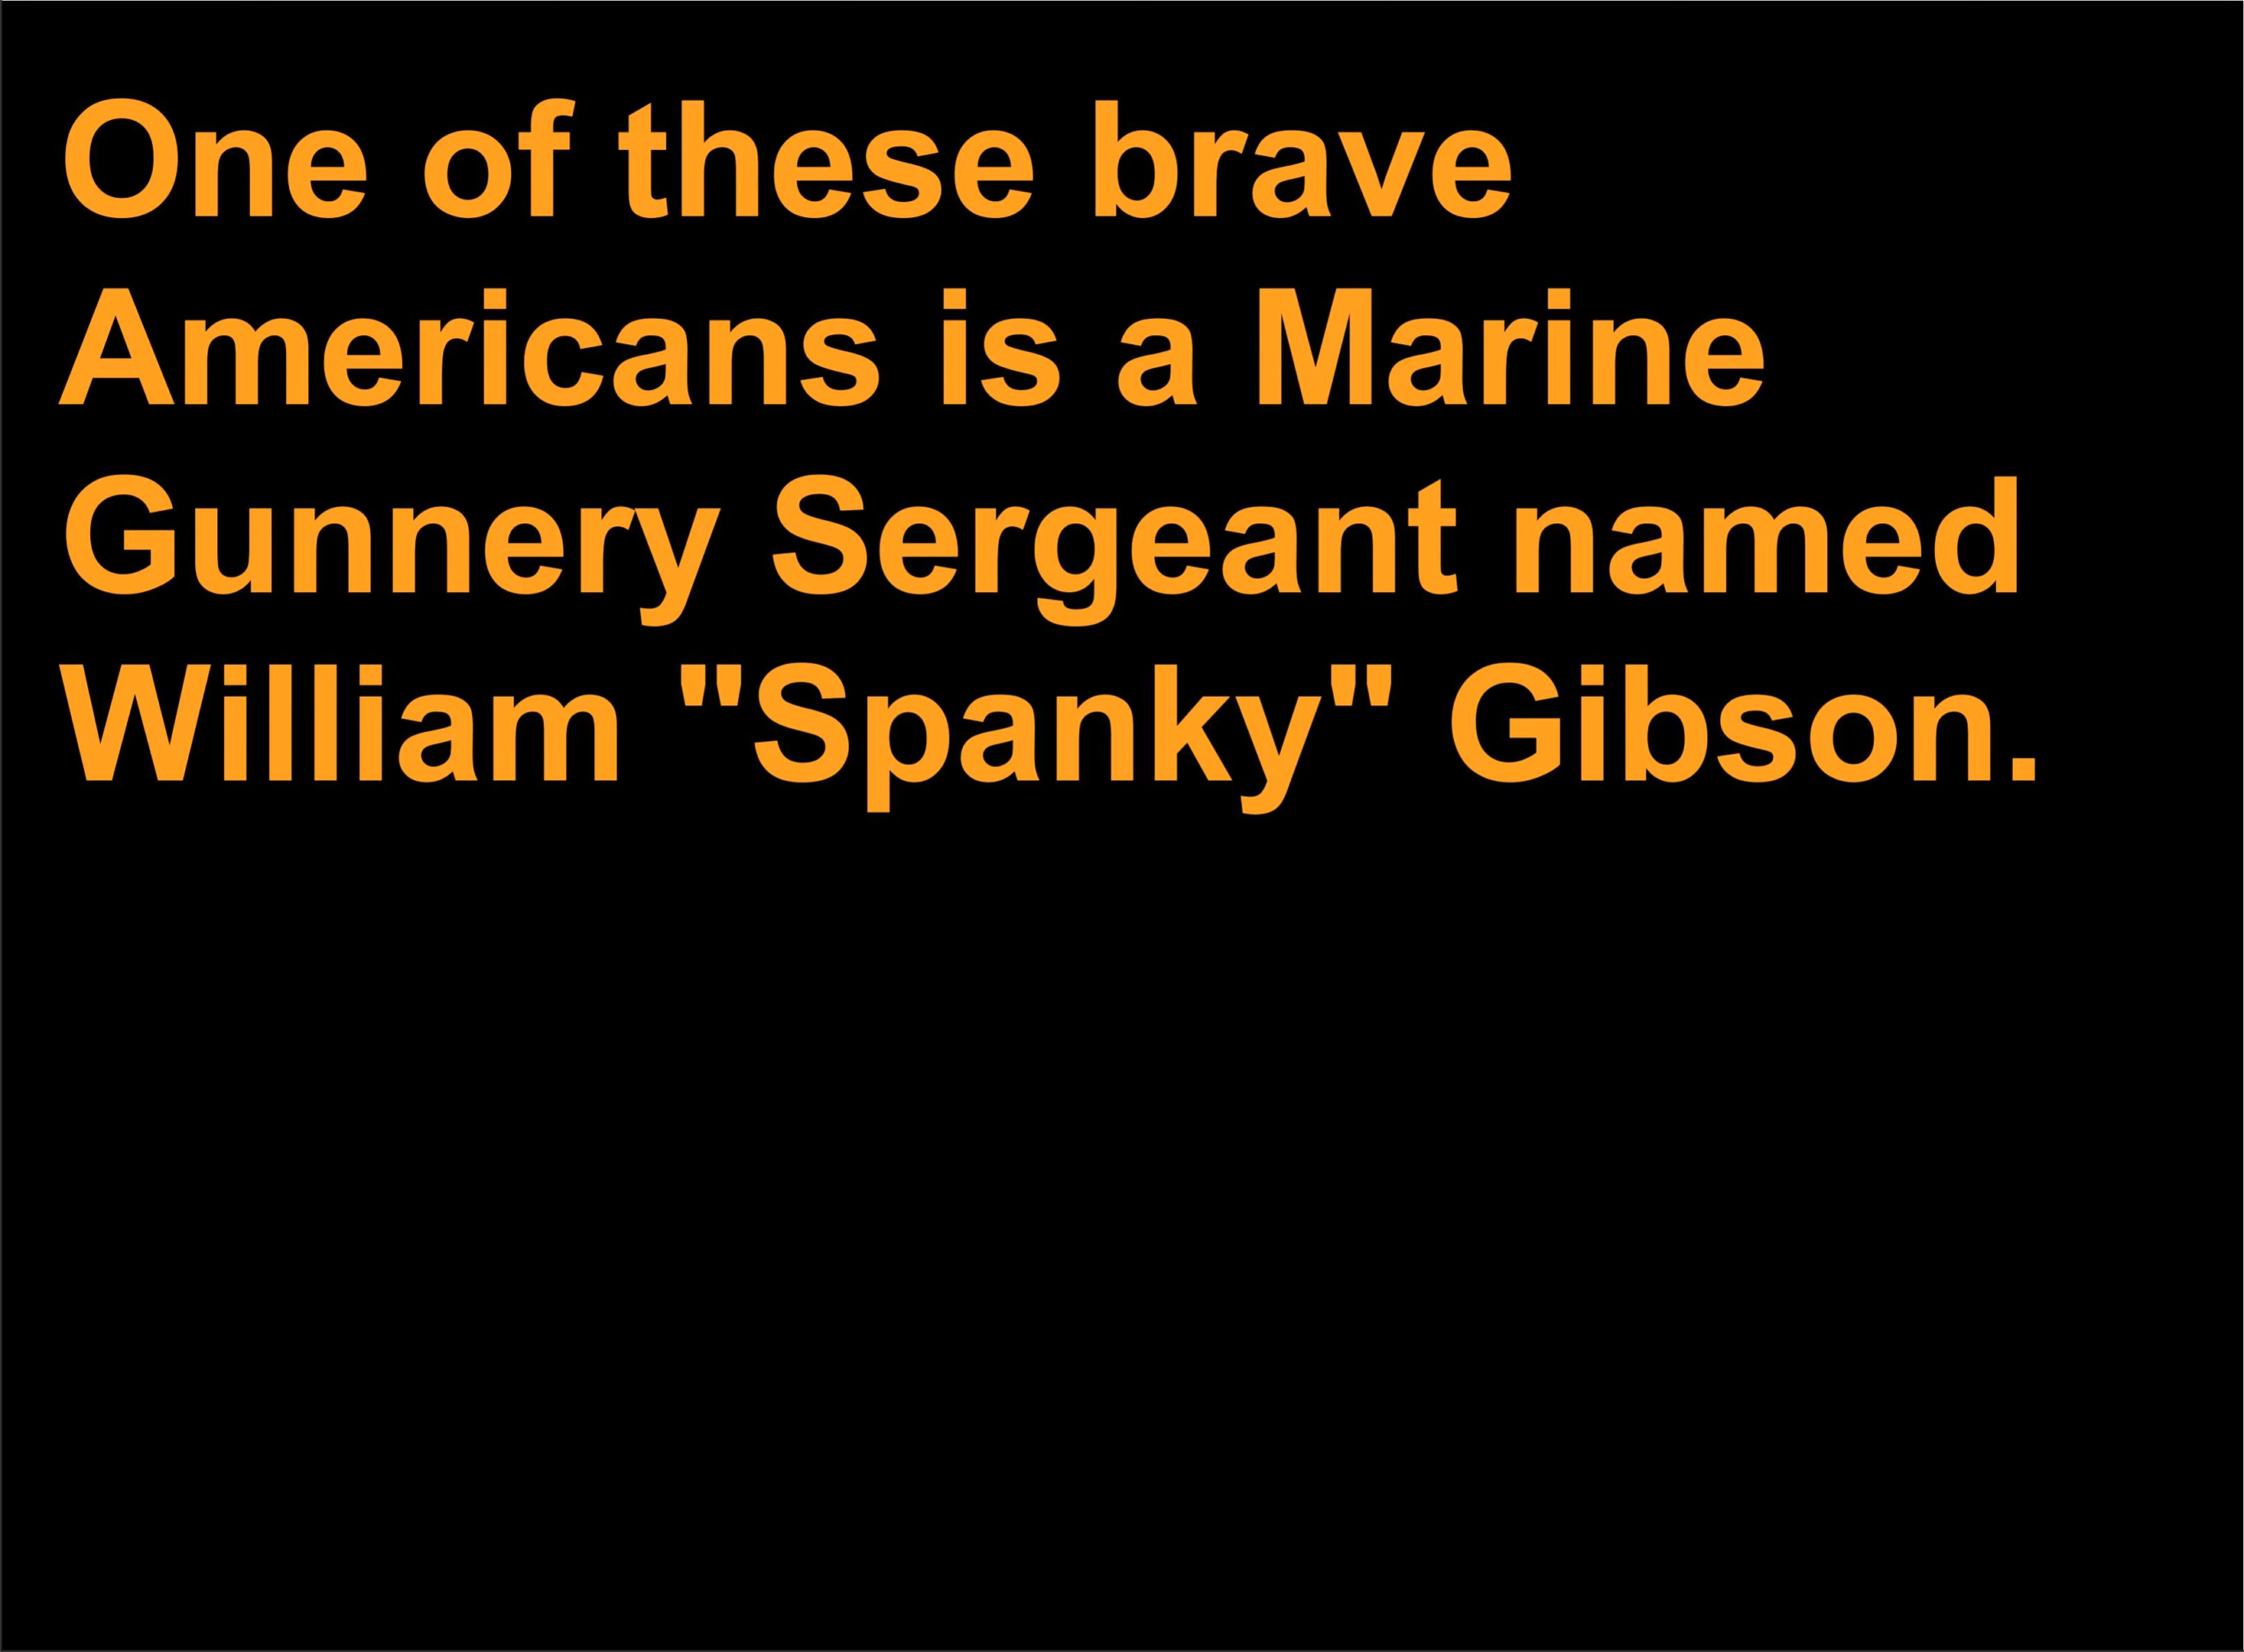 One of these brave
Americans is a Marine
Gunnery Sergeant named
William "Spanky" Gibson.